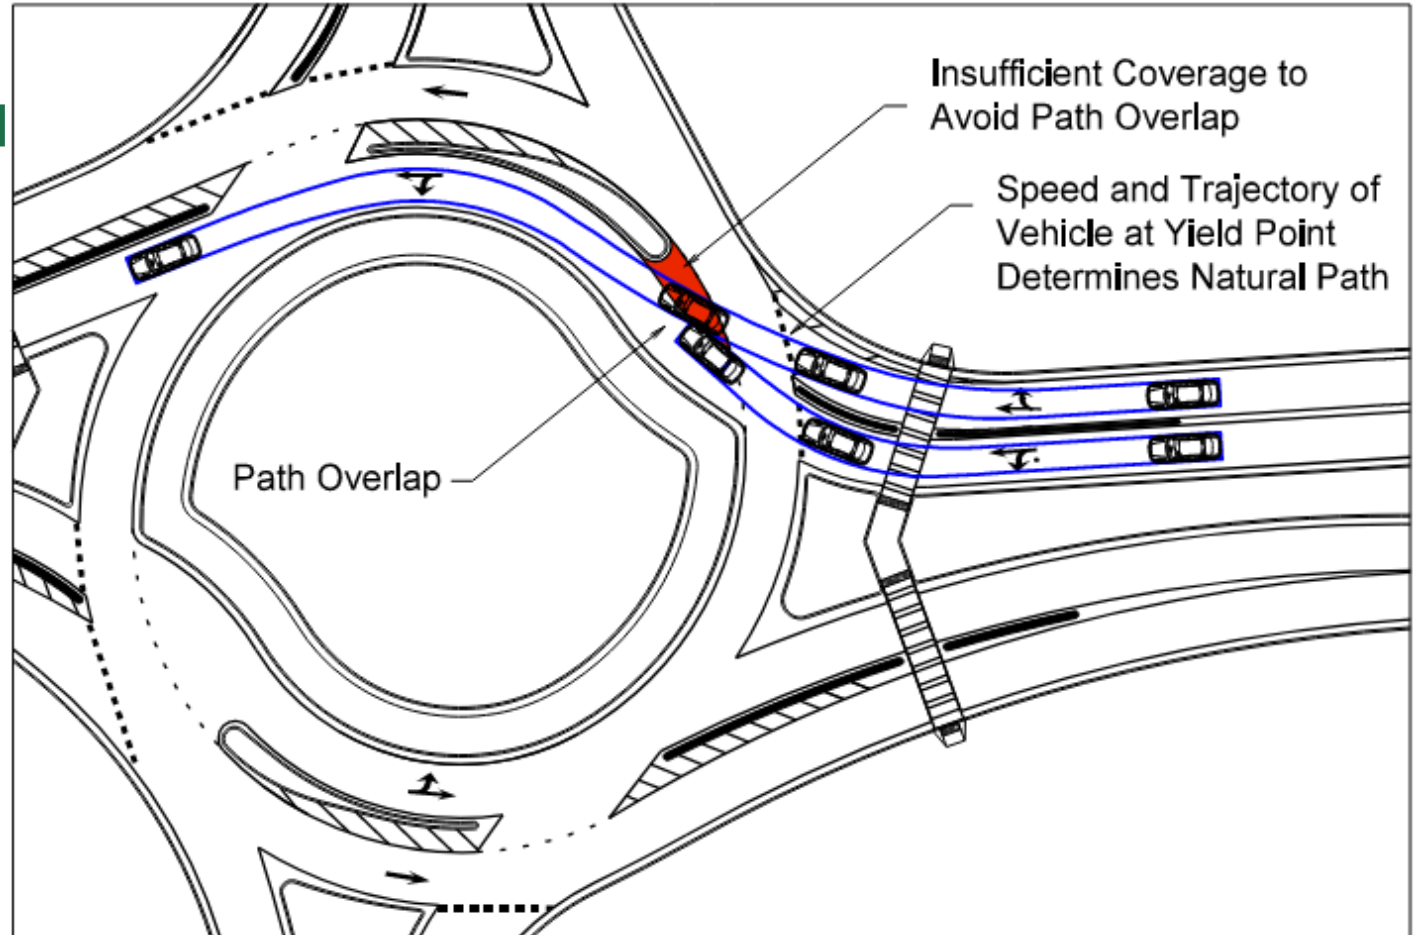 Insufficient Coverage to
Avoid Path Overlap
Speed and Trajectory of
Vehicle at Yield Point
Determines Natural Path
Path Overlap